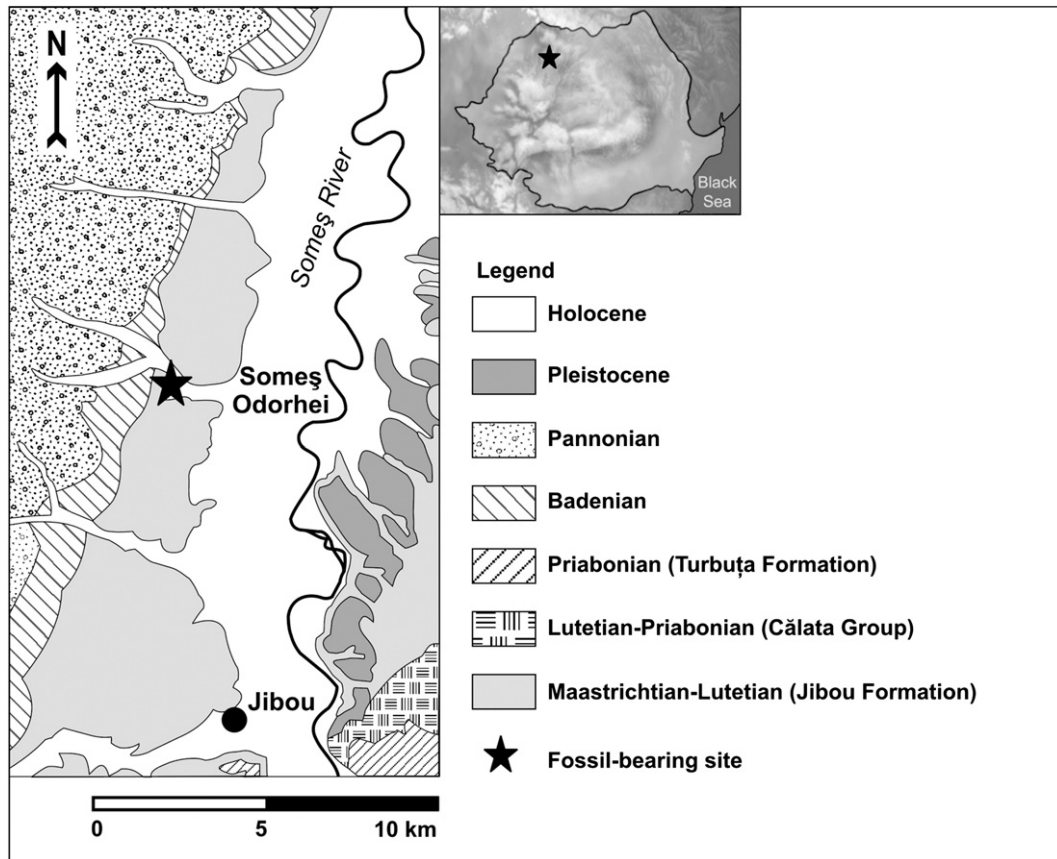 N
Someş River
Black
Sea
Someş
Odorhei
Jibou
0 5 10 km
Legend
Holocene
Pleistocene
Pannonian
Badenian
Priabonian (Turbuța Formation)
Lutetian-Priabonian (Călata Group)
Maastrichtian-Lutetian (Jibou Formation)
Fossil-bearing site